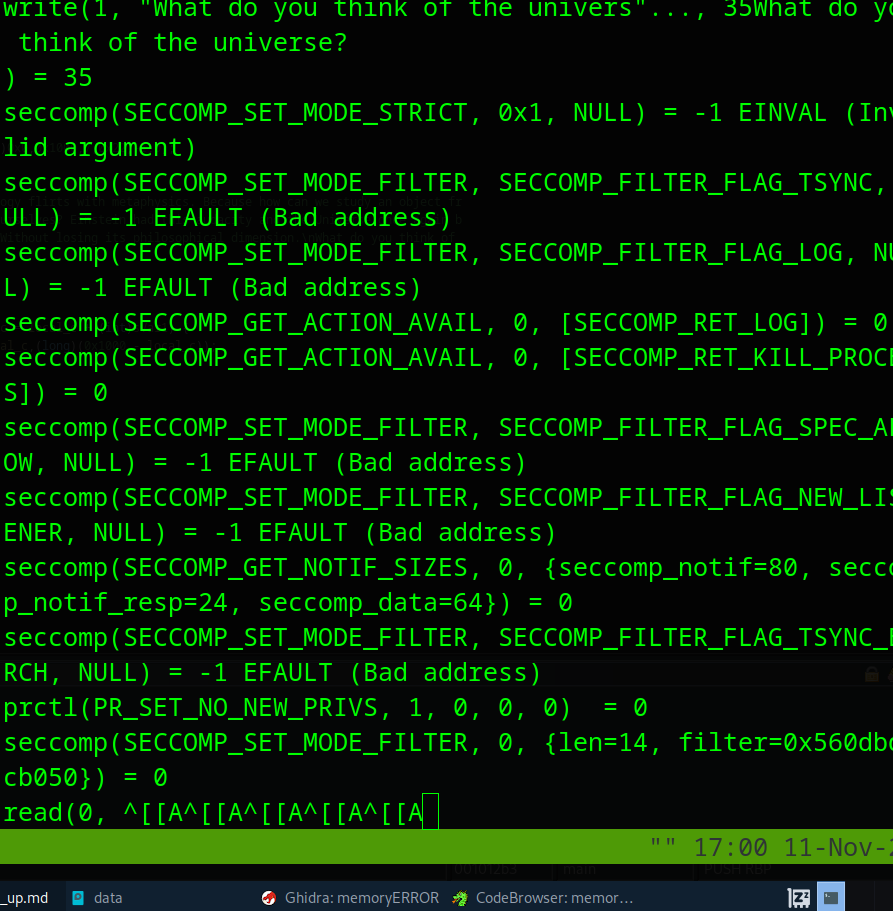 write(1, "What do you think of the univers"..., 35What do yo
 think of the universe?
) = 35
seccomp(SECCOMP_SET_MODE_STRICT, 0x1, NULL) = -1 EINVAL (Inv
lid argument)
seccomp(SECCOMP_SET_MODE_FILTER, SECCOMP_FILTER_FLAG_TSYNC,
ULL) = -1 EFAULT (Bad address)
seccomp(SECCOMP_SET_MODE_FILTER, SECCOMP_FILTER_FLAG_LOG, NU
L) = -1 EFAULT (Bad address)
seccomp(SECCOMP_GET_ACTION_AVAIL, 0, [SECCOMP_RET_LOG]) = 0
seccomp(SECCOMP_GET_ACTION_AVAIL, 0, [SECCOMP_RET_KILL_PROCE
S]) = 0
seccomp(SECCOMP_SET_MODE_FILTER, SECCOMP_FILTER_FLAG_SPEC_AL
OW, NULL) = -1 EFAULT (Bad address)
seccomp(SECCOMP_SET_MODE_FILTER, SECCOMP_FILTER_FLAG_NEW_LIS
ENER, NULL) = -1 EFAULT (Bad address)
seccomp(SECCOMP_GET_NOTIF_SIZES, 0, {seccomp_notif=80, secco
p_notif_resp=24, seccomp_data=64}) = 0
seccomp(SECCOMP_SET_MODE_FILTER, SECCOMP_FILTER_FLAG_TSYNC_E
RCH, NULL) = -1 EFAULT (Bad address)
prctl(PR_SET_NO_NEW_PRIVS, 1, 0, 0, 0)  = 0
seccomp(SECCOMP_SET_MODE_FILTER, 0, {len=14, filter=0x560dbd
cb050}) = 0
read(0, ^[[A^[[A^[[A^[[A^[[A
"" 17:00 11-Nov-2
00101263 main PUSH RBP
_up.md data Ghidra: memoryERROR CodeBrowser: memor...